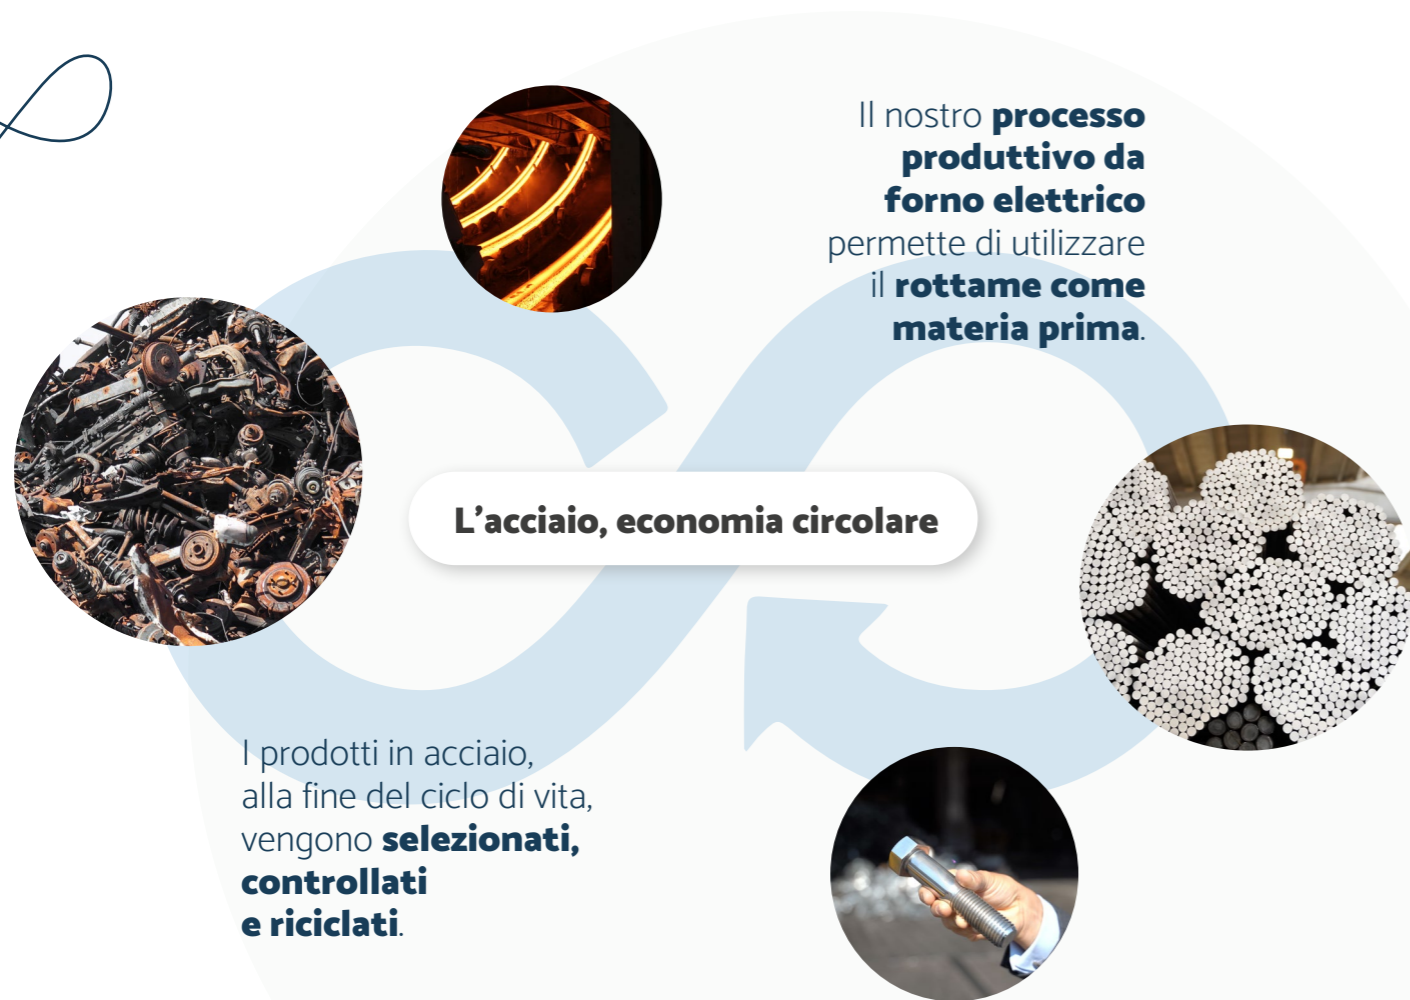 Il nostro processo
produttivo da
forno elettrico
permette di utilizzare
il rottame come
materia prima.
L'acciaio, economia circolare
I prodotti in acciaio,
alla fine del ciclo di vita,
vengono selezionati,
controllati
e riciclati.